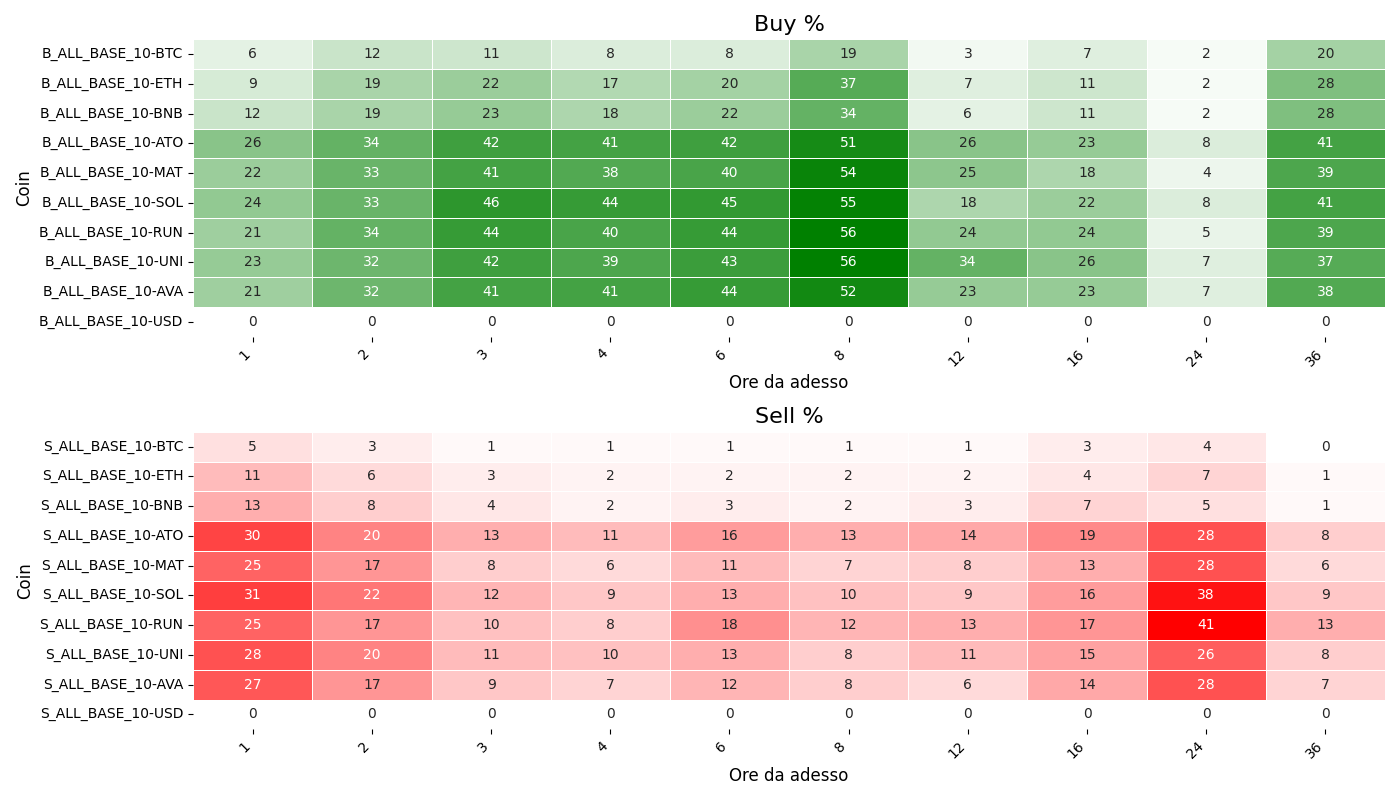 Buy %
Coin
B_ALL_BASE_10-BTC 6 12 11 8 8 19 3 7 2 20
B_ALL_BASE_10-ETH 9 19 22 17 20 37 7 11 2 28
B_ALL_BASE_10-BNB 12 19 23 18 22 34 6 11 2 28
B_ALL_BASE_10-ATO 26 34 42 41 42 51 26 23 8 41
B_ALL_BASE_10-MAT 22 33 41 38 40 54 25 18 4 39
B_ALL_BASE_10-SOL 24 33 46 44 45 55 18 22 8 41
B_ALL_BASE_10-RUN 21 34 44 40 44 56 24 24 5 39
B_ALL_BASE_10-UNI 23 32 42 39 43 56 34 26 7 37
B_ALL_BASE_10-AVA 21 32 41 41 44 52 23 23 7 38
B_ALL_BASE_10-USD 0 0 0 0 0 0 0 0 0 0
1 2 3 4 6 8 12 16 24 36
Ore da adesso
Sell %
Coin
S_ALL_BASE_10-BTC 5 3 1 1 1 1 1 3 4 0
S_ALL_BASE_10-ETH 11 6 3 2 2 2 2 4 7 1
S_ALL_BASE_10-BNB 13 8 4 2 3 2 3 7 5 1
S_ALL_BASE_10-ATO 30 20 13 11 16 13 14 19 28 8
S_ALL_BASE_10-MAT 25 17 8 6 11 7 8 13 28 6
S_ALL_BASE_10-SOL 31 22 12 9 13 10 9 16 38 9
S_ALL_BASE_10-RUN 25 17 10 8 18 12 13 17 41 13
S_ALL_BASE_10-UNI 28 20 11 10 13 8 11 15 26 8
S_ALL_BASE_10-AVA 27 17 9 7 12 8 6 14 28 7
S_ALL_BASE_10-USD 0 0 0 0 0 0 0 0 0 0
1 2 3 4 6 8 12 16 24 36
Ore da adesso